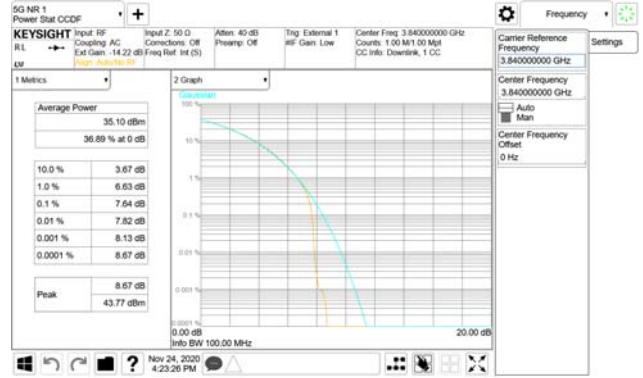 5G NR 1
Power Stat CCDF
Frequency
KEYSIGHT
RL
Input: RF
Coupling: AC
Ext Gain: -14.22 dB
Align: Auto/No RF
Input Z: 50 Ω
Corrections: Off
Freq Ref: Int (S)
Atten: 40 dB
Preamp: Off
Trig: External 1
#IF Gain: Low
Center Freq: 3.840000000 GHz
Counts: 1.00 M/1.00 Mpt
CC Info: Downlink, 1 CC
Carrier Reference
Frequency
3.840000000 GHz
Settings
Center Frequency
3.840000000 GHz
Auto
Man
Center Frequency
Offset
0 Hz
1 Metrics
Average Power
35.10 dBm
36.89 % at 0 dB
10.0 % 3.67 dB
1.0 % 6.63 dB
0.1 % 7.64 dB
0.01 % 7.82 dB
0.001 % 8.13 dB
0.0001 % 8.67 dB
Peak
8.67 dB
43.77 dBm
2 Graph
Gaussian
100 %
10 %
1 %
0.1 %
0.01 %
0.001 %
0.0001 %
0.00 dB
20.00 dB
Info BW 100.00 MHz
Nov 24, 2020
4:23:26 PM